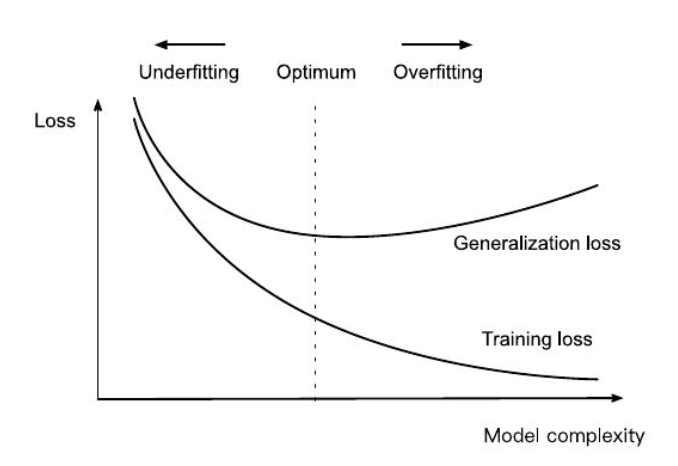 Underfitting Optimum Overfitting
Loss
Generalization loss
Training loss
Model complexity